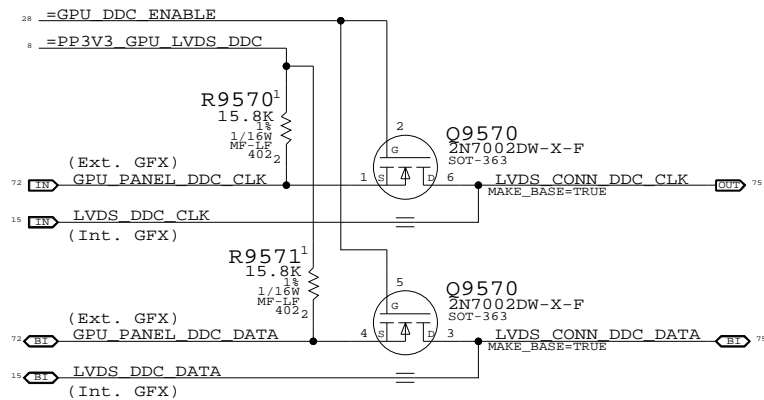 28 =GPU_DDC_ENABLE
8 =PP3V3_GPU_LVDS_DDC
R9570 1
15.8K
1%
1/16W
MF-LF
402 2
2
Q9570
2N7002DW-X-F
SOT-363
G
(Ext. GFX)
72 IN GPU_PANEL_DDC_CLK 1 S D 6 LVDS_CONN_DDC_CLK OUT 75
MAKE_BASE=TRUE
15 IN LVDS_DDC_CLK
(Int. GFX)
R9571 1
15.8K
1%
1/16W
MF-LF
402 2
5
Q9570
2N7002DW-X-F
SOT-363
G
(Ext. GFX)
72 BI GPU_PANEL_DDC_DATA 4 S D 3 LVDS_CONN_DDC_DATA BI 75
MAKE_BASE=TRUE
15 BI LVDS_DDC_DATA
(Int. GFX)